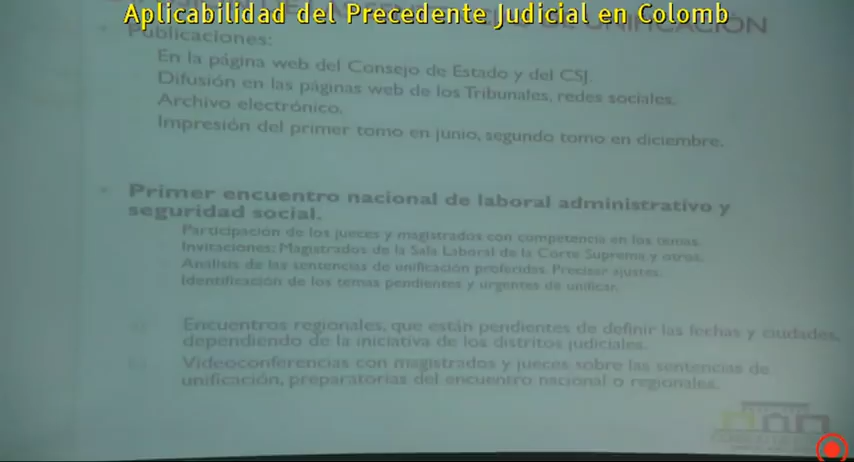 Aplicabilidad del Precedente Judicial en Colomb
UNIFICACIÓN
Publicaciones:
En la página web del Consejo de Estado y del CSJ.
Difusión en las páginas web de los Tribunales, redes sociales.
Archivo electrónico.
Impresión del primer tomo en junio, segundo tomo en diciembre.
Primer encuentro nacional de laboral administrativo y
seguridad social.
Participación de los jueces y magistrados con competencia en los temas.
Invitaciones: Magistrados de la Sala Laboral de la Corte Suprema y otros.
Análisis de las sentencias de unificación proferidos. Precisar ajustes.
Identificación de los temas pendientes y urgentes de unificar.
Encuentros regionales, que están pendientes de definir las fechas y ciudades,
dependiendo de la iniciativa de los distritos judiciales.
Videoconferencias con magistrados y jueces sobre las sentencias de
unificación, preparatorias del encuentro nacional o regionales.